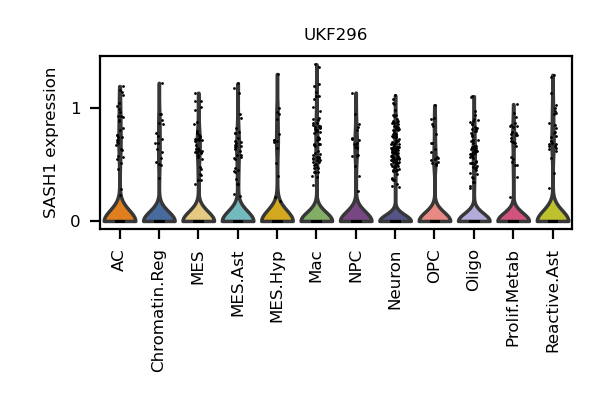 UKF296
SASH1 expression
1
0
AC
Chromatin.Reg
MES
MES.Ast
MES.Hyp
Mac
NPC
Neuron
OPC
Oligo
Prolif.Metab
Reactive.Ast